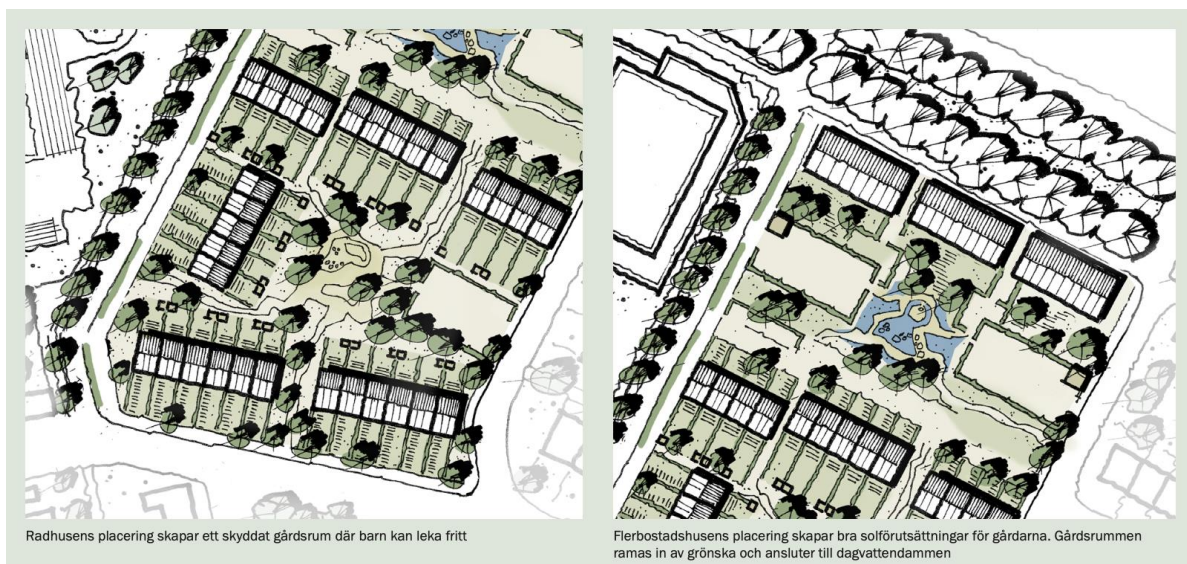 Radhusens placering skapar ett skyddat gårdsrum där barn kan leka fritt
Flerbostadshusens placering skapar bra solförutsättningar för gårdarna. Gårdsrummen
ramas in av grönska och ansluter till dagvattendammen